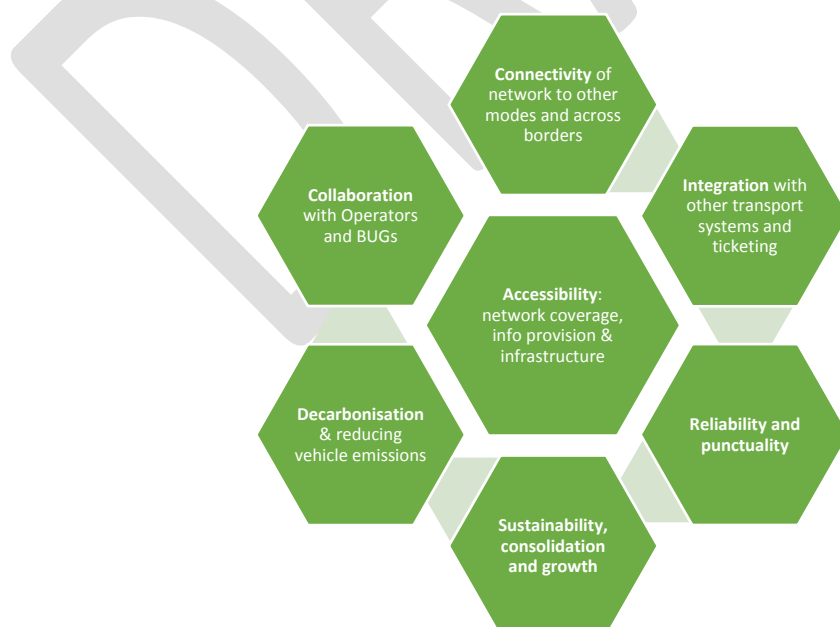 Connectivity of
network to other
modes and across
borders
Integration with
other transport
systems and
ticketing
Collaboration
with Operators
and BUGs
Accessibility:
network coverage,
info provision &
infrastructure
Decarbonisation
& reducing
vehicle emissions
Reliability and
punctuality
Sustainability,
consolidation
and growth